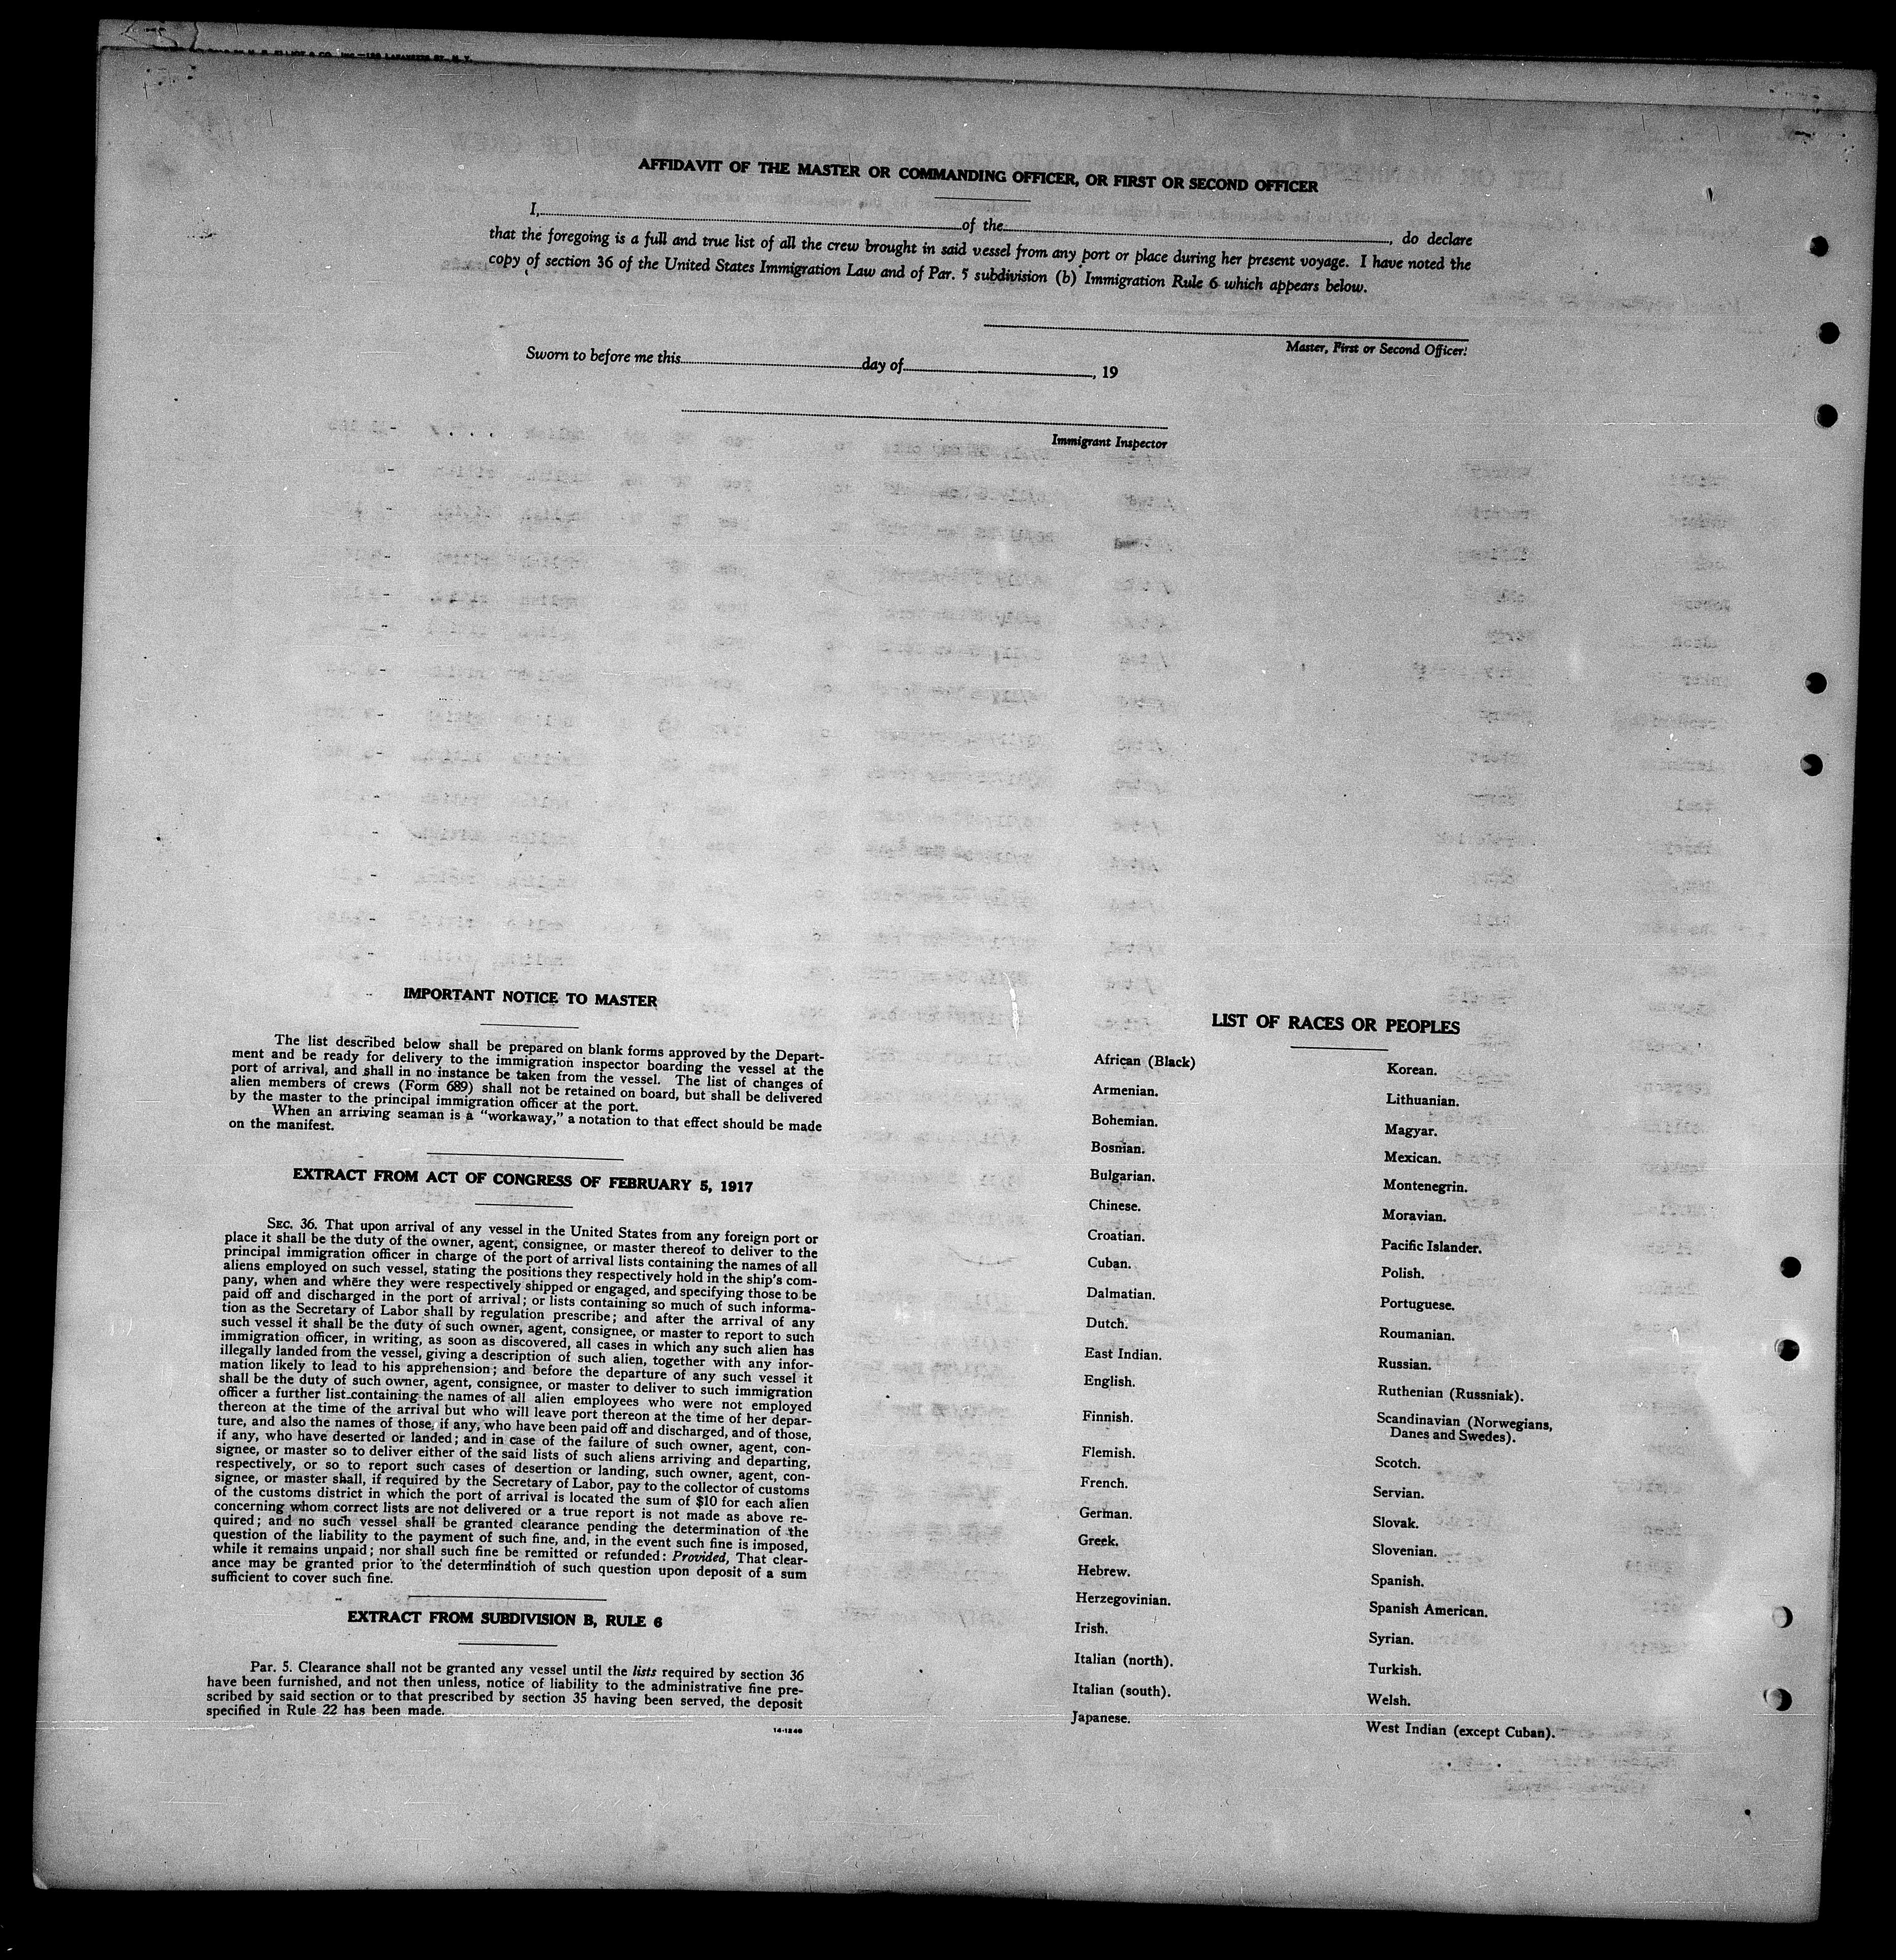 AFFIDAVIT OF THE MASTER OR COMMANDING OFFICER, OR FIRST OR SECOND OFFICER
I, of the , do declare
that the foregoing is a full and true list of all the crew brought in said vessel from any port or place during her present voyage. I have noted the
copy of section 36 of the United States Immigration Law and of Par. 5 subdivision (b) Immigration Rule 6 which appears below.
Master, First or Second Officer.
Sworn to before me this day of , 19
Immigrant Inspector
IMPORTANT NOTICE TO MASTER
The list described below shall be prepared on blank forms approved by the Depart-
ment and be ready for delivery to the immigration inspector boarding the vessel at the
port of arrival, and shall in no instance be taken from the vessel. The list of changes of
alien members of crews (Form 689) shall not be retained on board, but shall be delivered
by the master to the principal immigration officer at the port.
When an arriving seaman is a "workaway," a notation to that effect should be made
on the manifest.
EXTRACT FROM ACT OF CONGRESS OF FEBRUARY 5, 1917
SEC. 36. That upon arrival of any vessel in the United States from any foreign port or
place it shall be the duty of the owner, agent, consignee, or master thereof to deliver to the
principal immigration officer in charge of the port of arrival lists containing the names of all
aliens employed on such vessel, stating the positions they respectively hold in the ship's com-
pany, when and where they were respectively shipped or engaged, and specifying those to be
paid off and discharged in the port of arrival; or lists containing so much of such informa-
tion as the Secretary of Labor shall by regulation prescribe; and after the arrival of any
such vessel it shall be the duty of such owner, agent, consignee, or master to report to such
immigration officer, in writing, as soon as discovered, all cases in which any such alien has
illegally landed from the vessel, giving a description of such alien, together with any infor-
mation likely to lead to his apprehension; and before the departure of any such vessel it
shall be the duty of such owner, agent, consignee, or master to deliver to such immigration
officer a further list containing the names of all alien employees who were not employed
thereon at the time of the arrival but who will leave port thereon at the time of her depar-
ture, and also the names of those, if any, who have been paid off and discharged, and of those,
if any, who have deserted or landed; and in case of the failure of such owner, agent, con-
signee, or master so to deliver either of the said lists of such aliens arriving and departing,
respectively, or so to report such cases of desertion or landing, such owner, agent, con-
signee, or master shall, if required by the Secretary of Labor, pay to the collector of customs
of the customs district in which the port of arrival is located the sum of $10 for each alien
concerning whom correct lists are not delivered or a true report is not made as above re-
quired; and no such vessel shall be granted clearance pending the determination of the
question of the liability to the payment of such fine, and, in the event such fine is imposed,
while it remains unpaid; nor shall such fine be remitted or refunded: Provided, That clear-
ance may be granted prior to the determination of such question upon deposit of a sum
sufficient to cover such fine.
EXTRACT FROM SUBDIVISION B, RULE 6
Par. 5. Clearance shall not be granted any vessel until the lists required by section 36
have been furnished, and not then unless, notice of liability to the administrative fine pre-
scribed by said section or to that prescribed by section 35 having been served, the deposit
specified in Rule 22 has been made.
14-1240
LIST OF RACES OR PEOPLES
African (Black)
Armenian.
Bohemian.
Bosnian.
Bulgarian.
Chinese.
Croatian.
Cuban.
Dalmatian.
Dutch.
East Indian.
English.
Finnish.
Flemish.
French.
German.
Greek.
Hebrew.
Herzegovinian.
Irish.
Italian (north).
Italian (south).
Japanese.
Korean.
Lithuanian.
Magyar.
Mexican.
Montenegrin.
Moravian.
Pacific Islander.
Polish.
Portuguese.
Roumanian.
Russian.
Ruthenian (Russniak).
Scandinavian (Norwegians,
Danes and Swedes).
Scotch.
Servian.
Slovak.
Slovenian.
Spanish.
Spanish American.
Syrian.
Turkish.
Welsh.
West Indian (except Cuban).